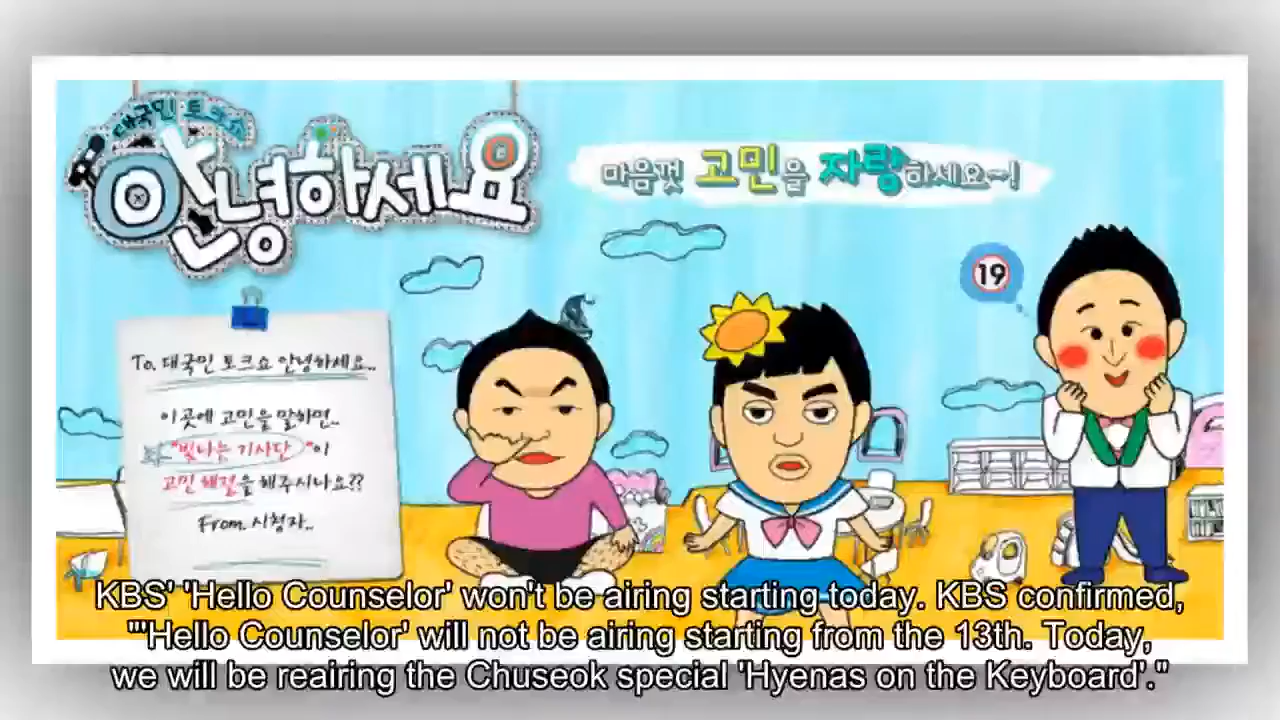 대국민 토크쇼
안녕하세요
마음껏 고민을 자랑하세요~!
19
To. 대국민 토크쇼 안녕하세요..
이곳에 고민을 말하면..
"빛나는 기사단"이
고민 해결을 해주시나요??
From. 시청자..
KBS' 'Hello Counselor' won't be airing starting today. KBS confirmed,
"'Hello Counselor' will not be airing starting from the 13th. Today,
we will be reairing the Chuseok special 'Hyenas on the Keyboard'."